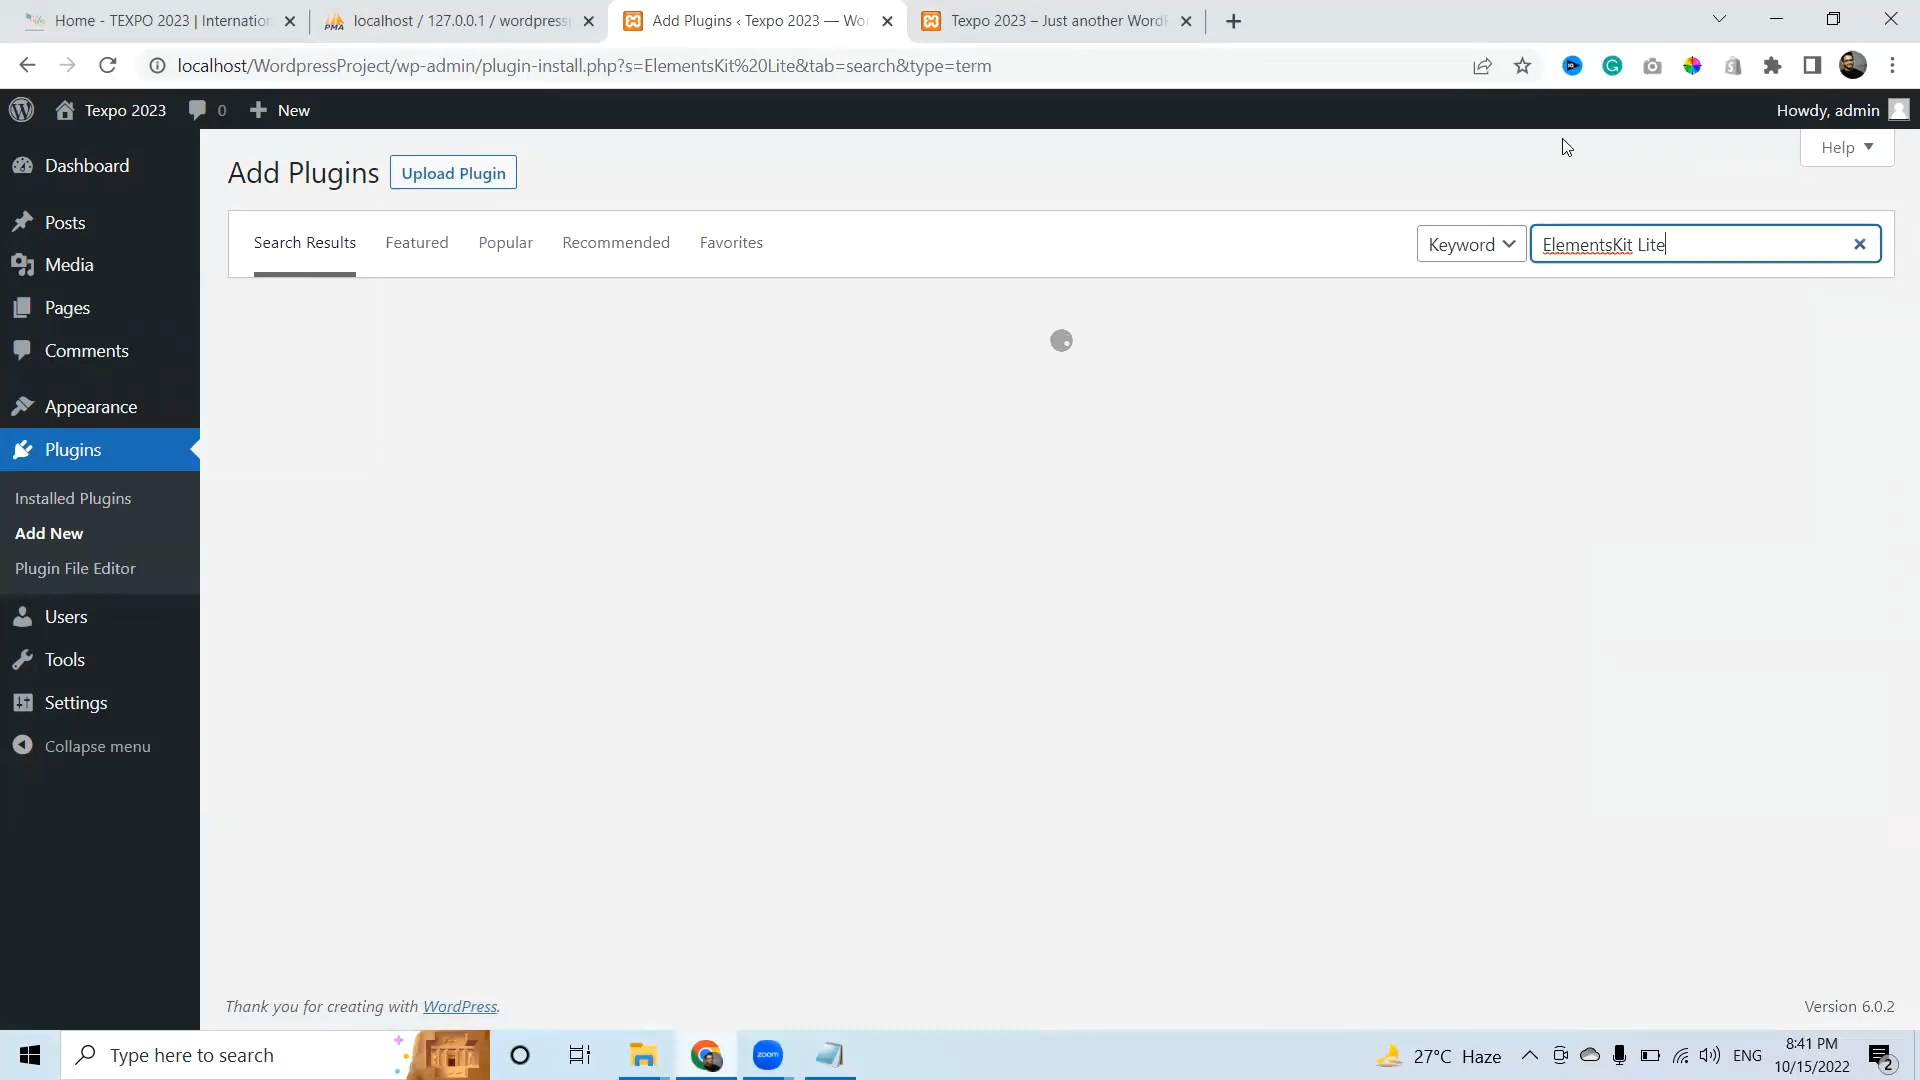 Home - TEXPO 2023 | Internation
localhost / 127.0.0.1 / wordpressp
Add Plugins ‹ Texpo 2023 — Wo
Texpo 2023 – Just another WordP
localhost/WordpressProject/wp-admin/plugin-install.php?s=ElementsKit%20Lite&tab=search&type=term
Texpo 2023
0
New
Howdy, admin
Help
Dashboard
Posts
Media
Pages
Comments
Appearance
Plugins
Installed Plugins
Add New
Plugin File Editor
Users
Tools
Settings
Collapse menu
Add Plugins
Upload Plugin
Search Results
Featured
Popular
Recommended
Favorites
Keyword
ElementsKit Lite
Thank you for creating with WordPress.
Version 6.0.2
Type here to search
zoom
27°C Haze
ENG
8:41 PM
10/15/2022
2